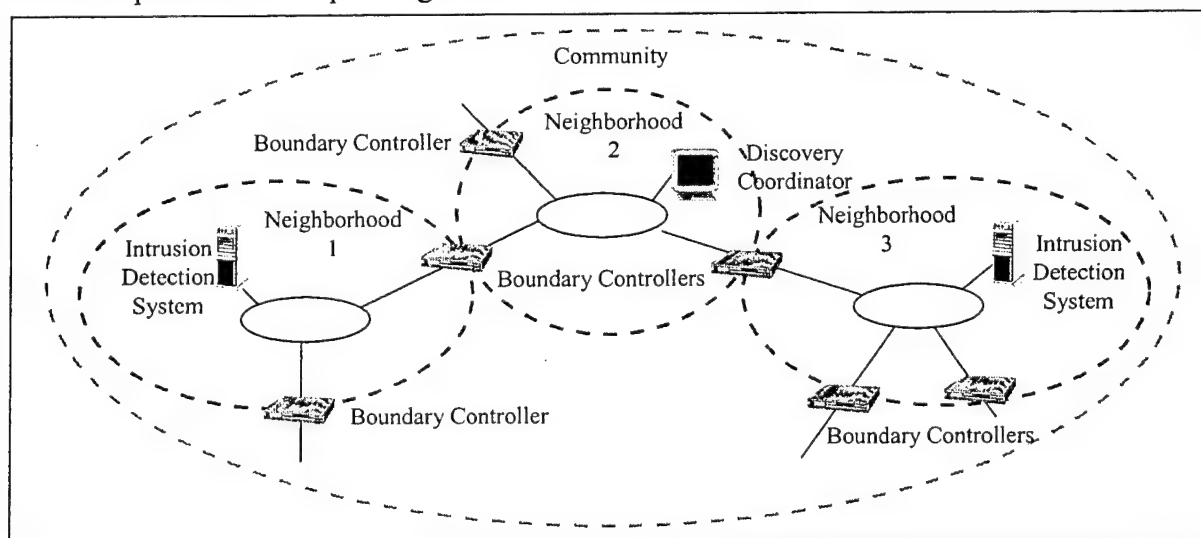 Community
Neighborhood
2
Boundary Controller
Discovery
Coordinator
Neighborhood
1
Neighborhood
3
Intrusion
Detection
System
Intrusion
Detection
System
Boundary Controllers
Boundary Controller
Boundary Controllers